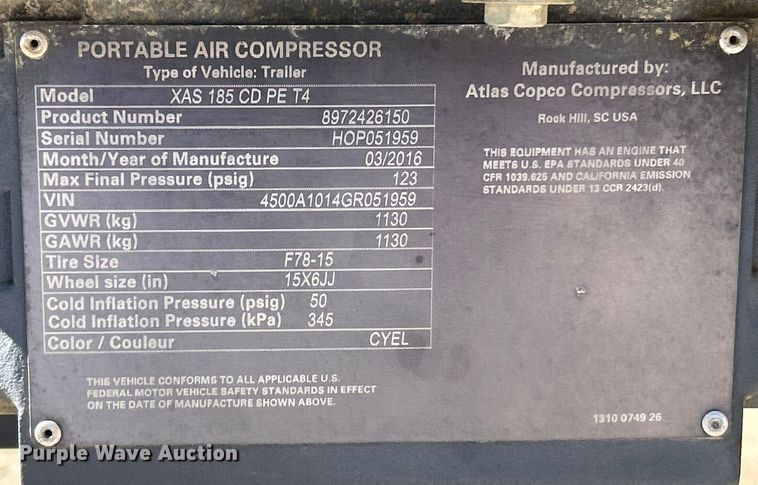 PORTABLE AIR COMPRESSOR
Type of Vehicle: Trailer
Model XAS 185 CD PE T4
Product Number 8972426150
Serial Number HOP051959
Month/Year of Manufacture 03/2016
Max Final Pressure (psig) 123
VIN 4500A1014GR051959
GVWR (kg) 1130
GAWR (kg) 1130
Tire Size F78-15
Wheel size (in) 15X6JJ
Cold Inflation Pressure (psig) 50
Cold Inflation Pressure (kPa) 345
Color / Couleur CYEL
THIS VEHICLE CONFORMS TO ALL APPLICABLE U.S.
FEDERAL MOTOR VEHICLE SAFETY STANDARDS IN EFFECT
ON THE DATE OF MANUFACTURE SHOWN ABOVE.
Manufactured by:
Atlas Copco Compressors, LLC
Rock Hill, SC USA
THIS EQUIPMENT HAS AN ENGINE THAT
MEETS U.S. EPA STANDARDS UNDER 40
CFR 1039.625 AND CALIFORNIA EMISSION
STANDARDS UNDER 13 CCR 2423(d).
1310 0749 26
Purple Wave Auction